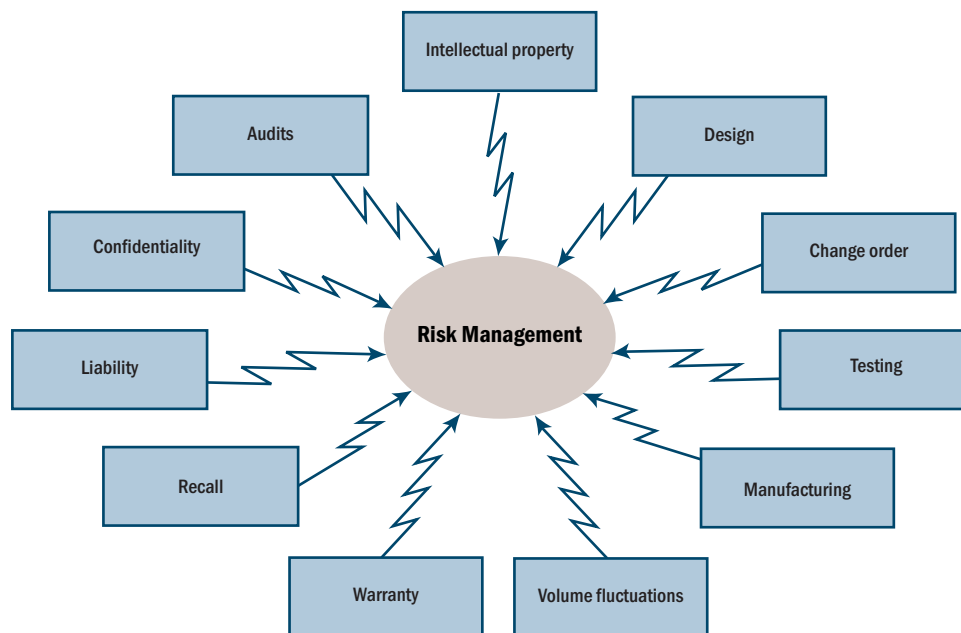 Intellectual property
Audits
Design
Confidentiality
Change order
Risk Management
Liability
Testing
Recall
Manufacturing
Warranty
Volume fluctuations